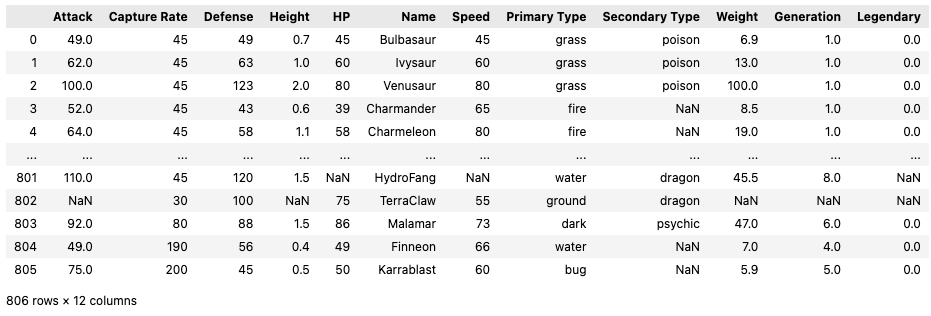 Attack Capture Rate Defense Height HP Name Speed Primary Type Secondary Type Weight Generation Legendary
0 49.0 45 49 0.7 45 Bulbasaur 45 grass poison 6.9 1.0 0.0
1 62.0 45 63 1.0 60 Ivysaur 60 grass poison 13.0 1.0 0.0
2 100.0 45 123 2.0 80 Venusaur 80 grass poison 100.0 1.0 0.0
3 52.0 45 43 0.6 39 Charmander 65 fire NaN 8.5 1.0 0.0
4 64.0 45 58 1.1 58 Charmeleon 80 fire NaN 19.0 1.0 0.0
... ... ... ... ... ... ... ... ... ... ... ... ...
801 110.0 45 120 1.5 NaN HydroFang NaN water dragon 45.5 8.0 NaN
802 NaN 30 100 NaN 75 TerraClaw 55 ground dragon NaN NaN NaN
803 92.0 80 88 1.5 86 Malamar 73 dark psychic 47.0 6.0 0.0
804 49.0 190 56 0.4 49 Finneon 66 water NaN 7.0 4.0 0.0
805 75.0 200 45 0.5 50 Karrablast 60 bug NaN 5.9 5.0 0.0
806 rows × 12 columns